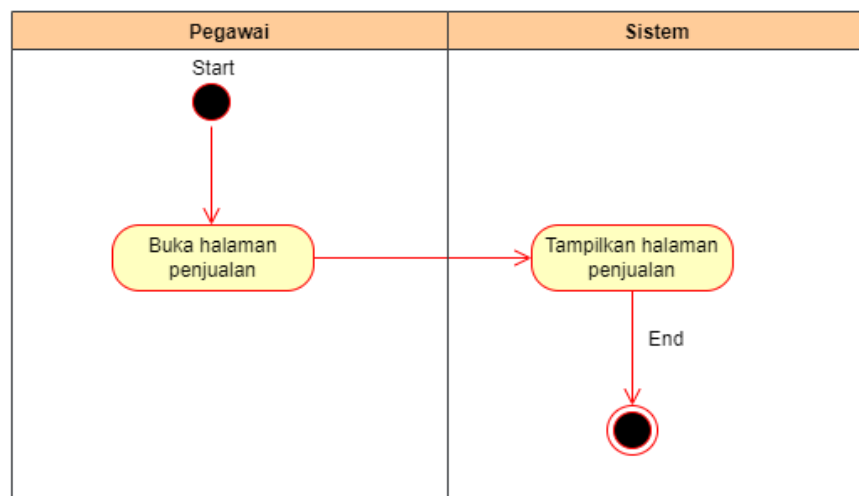 Pegawai
Sistem
Start
Buka halaman
penjualan
Tampilkan halaman
penjualan
End